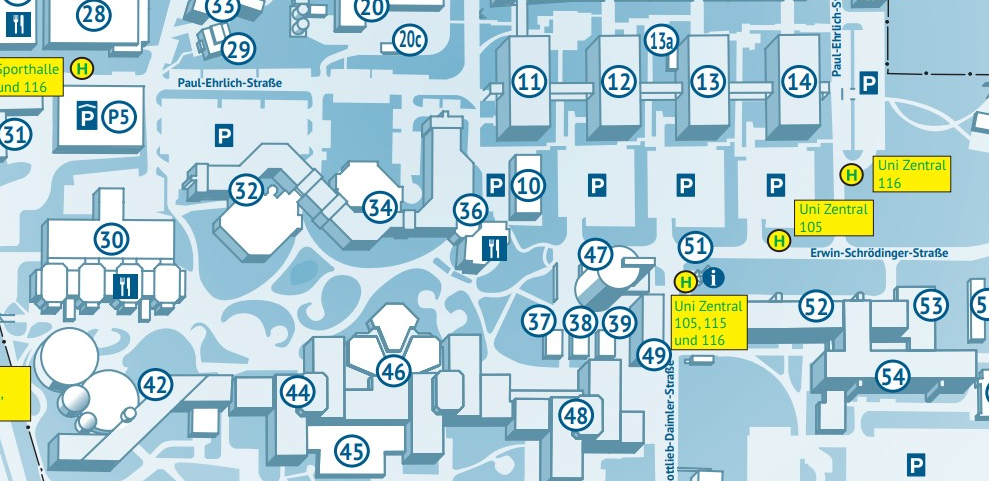 33
20
28
29
20c
13a
Paul-Ehrlich-S
Sporthalle
und 116
H
Paul-Ehrlich-Straße
11
12
13
14
P
P
P5
31
P
Uni Zentral
116
H
32
34
36
P
10
P
P
P
Uni Zentral
105
H
30
47
51
Erwin-Schrödinger-Straße
H
i
Uni Zentral
105, 115
und 116
37
38
39
52
53
5
49
46
42
44
54
48
45
ottlieb-Daimler-Straße
P